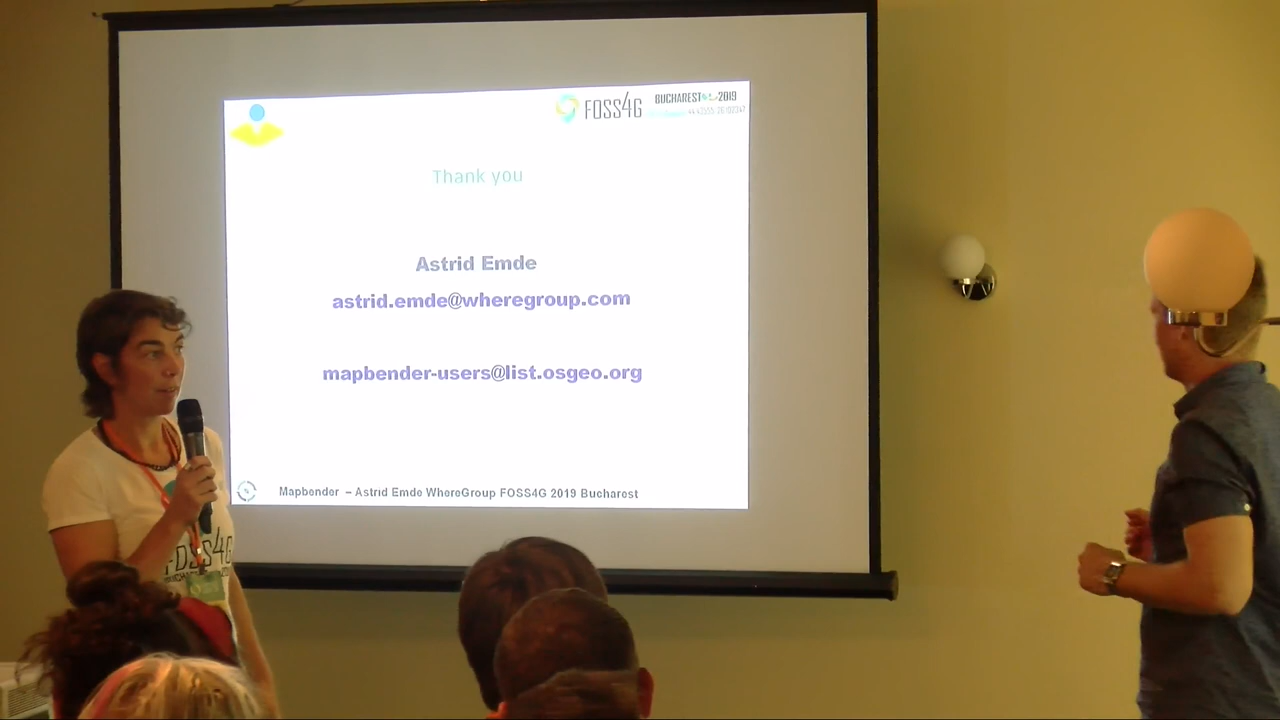 FOSS4G BUCHAREST 2019
Thank you
Astrid Emde
astrid.emde@wheregroup.com
mapbender-users@list.osgeo.org
Mapbender – Astrid Emde WhereGroup FOSS4G 2019 Bucharest
FOSS4G